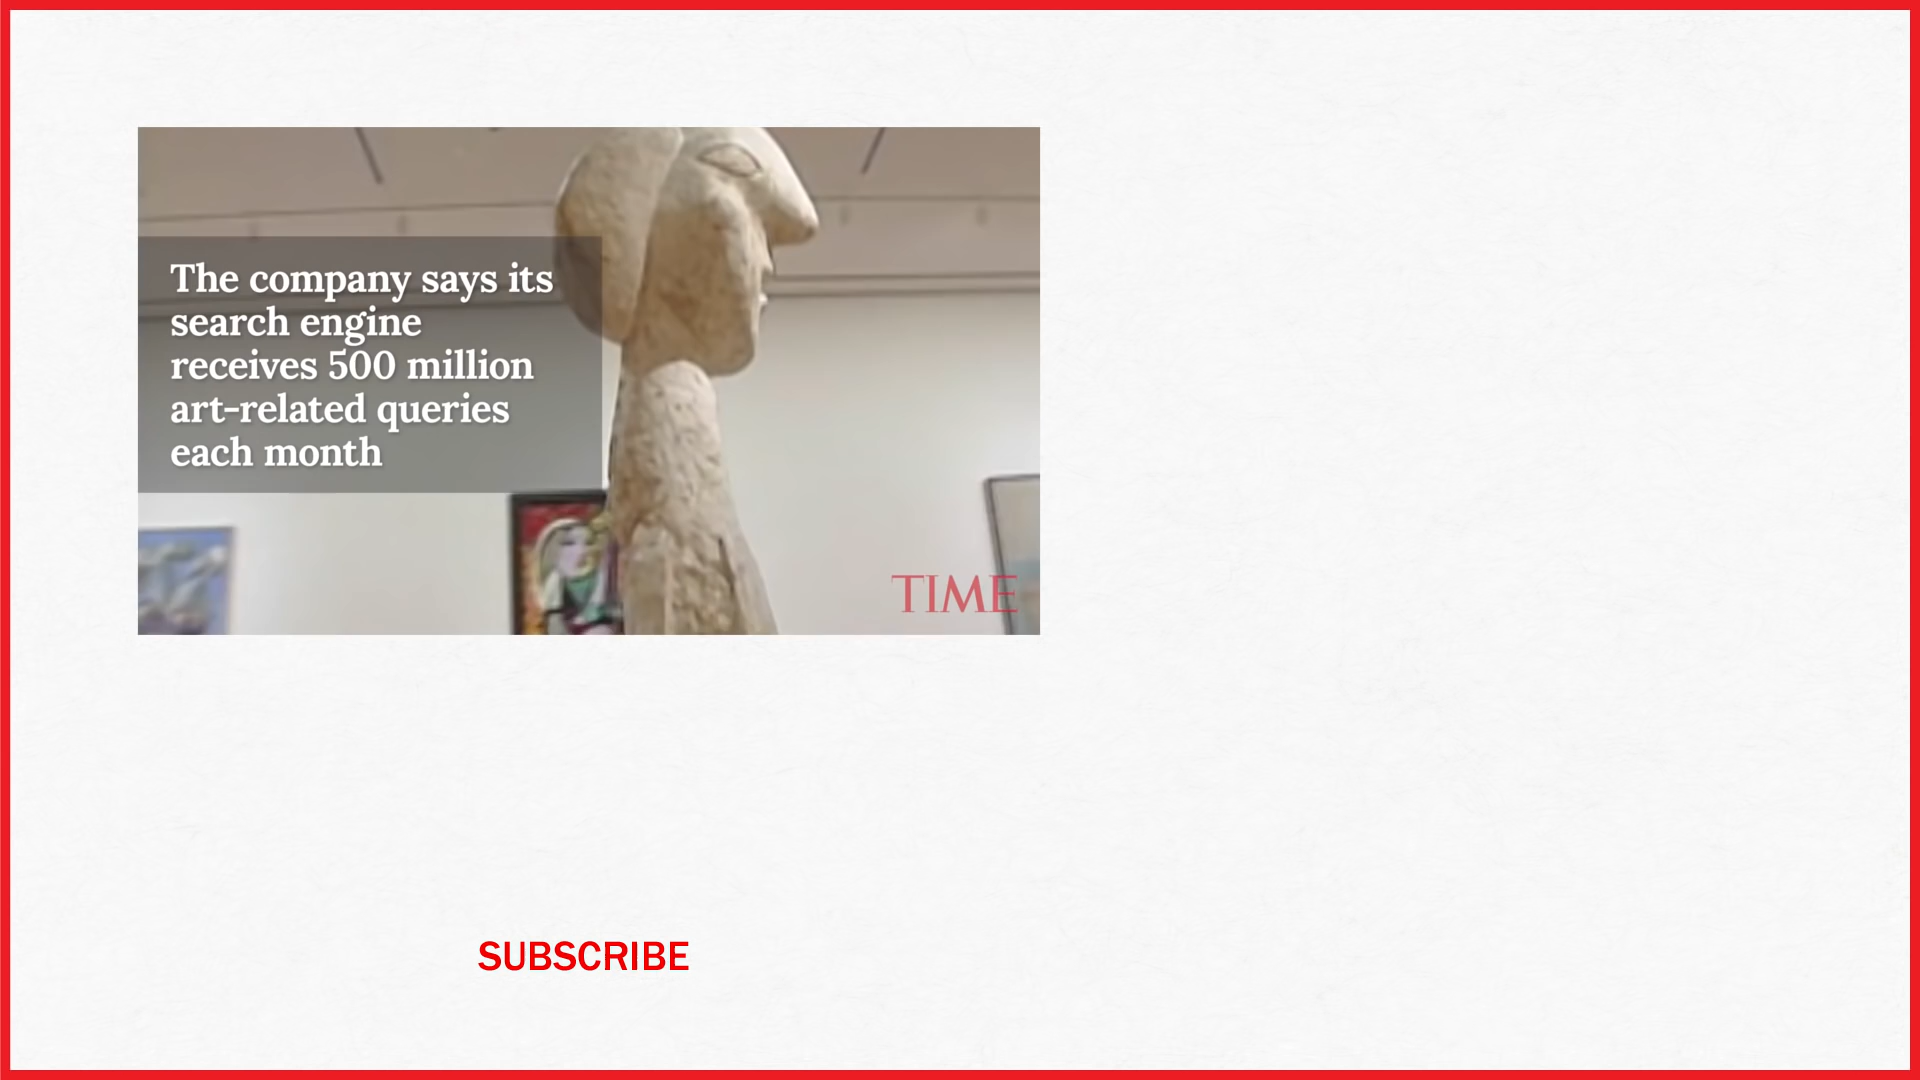 The company says its
search engine
receives 500 million
art-related queries
each month
TIME
SUBSCRIBE